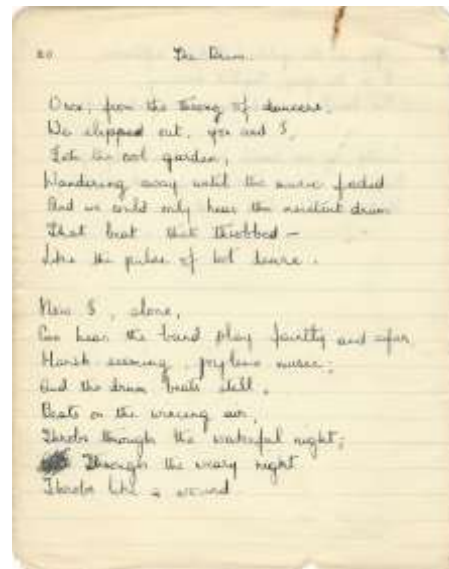 20 The Drum.
Once, from the throng of dancers,
We slipped out, you and I,
Into the cool garden,
Wandering away until the music faded
And we could only hear the insistent drum
That beat, that throbbed —
Like the pulse of hot desire.
Now I, alone,
Can hear the band play faintly and afar,
Harsh seeming, joyless music;
And the drum beats still,
Beats on the uncaring air,
Throbs through the wakeful night;
Through the weary night
Throbs like a wound.